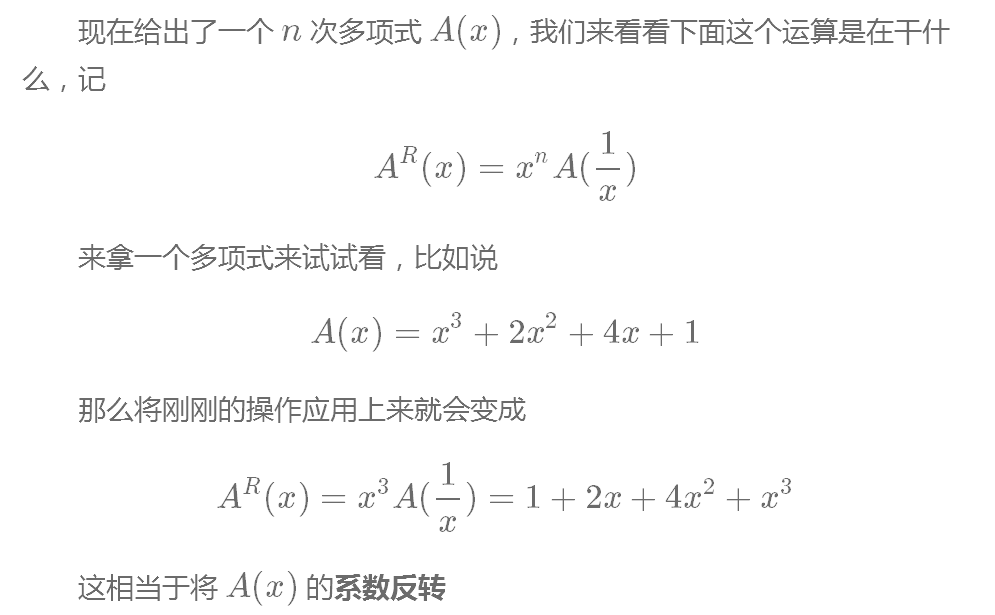 现在给出了一个 n 次多项式 A(x)，我们来看看下面这个运算是在干什
么，记
A^R(x) = x^n A(\frac{1}{x})
来拿一个多项式来试试看，比如说
A(x) = x^3 + 2x^2 + 4x + 1
那么将刚刚的操作应用上来就会变成
A^R(x) = x^3 A(\frac{1}{x}) = 1 + 2x + 4x^2 + x^3
这相当于将 A(x) 的系数反转